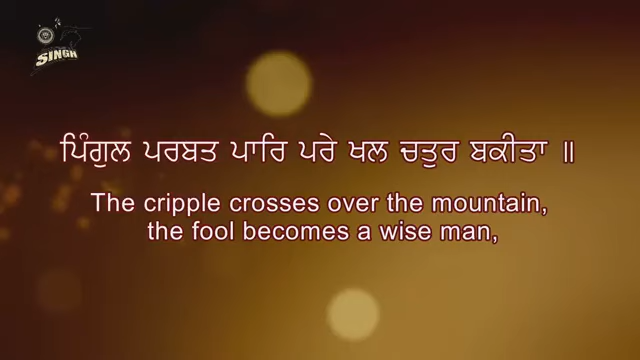 SINGH
ਪਿੰਗੁਲ ਪਰਬਤ ਪਾਰਿ ਪਰੇ ਖਲ ਚਤੁਰ ਬਕੀਤਾ ॥
The cripple crosses over the mountain,
the fool becomes a wise man,